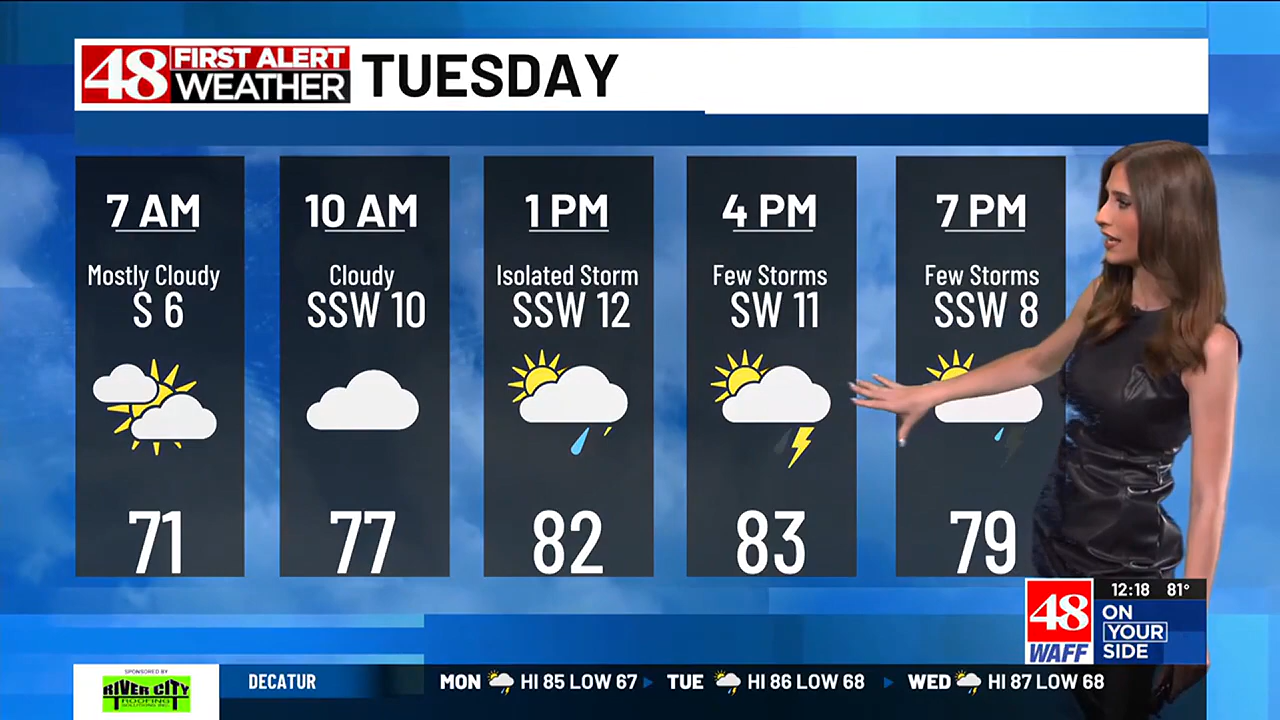 48 FIRST ALERT WEATHER TUESDAY
7 AM
Mostly Cloudy
S 6
71
10 AM
Cloudy
SSW 10
77
1 PM
Isolated Storm
SSW 12
82
4 PM
Few Storms
SW 11
83
7 PM
Few Storms
SSW 8
79
12:18 81°
48
WAFF
ON
YOUR
SIDE
SPONSORED BY
RIVER CITY
ROOFING
SOLUTIONS INC.
DECATUR
MON HI 85 LOW 67 TUE HI 86 LOW 68 WED HI 87 LOW 68